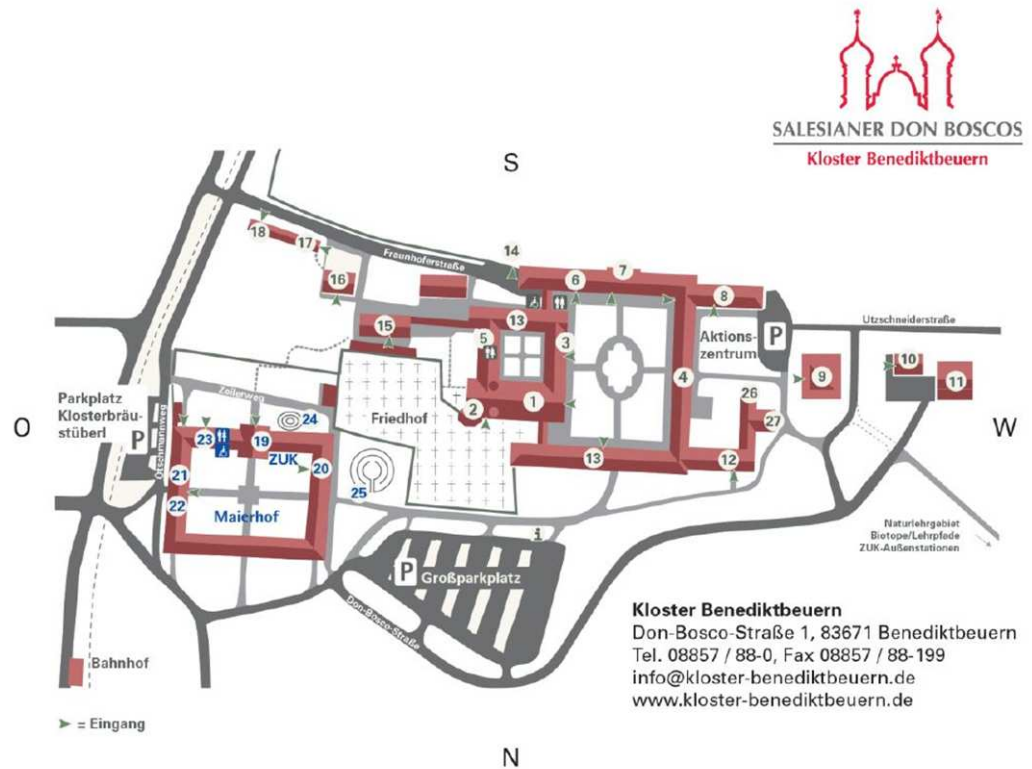 SALESIANER DON BOSCOS
Kloster Benediktbeuern
S
14
18
17
Fraunhoferstraße
6
7
16
8
13
Utzschneiderstraße
15
5
3
Aktions-
zentrum
P
10
4
9
11
Parkplatz
Klosterbräu-
stüberl
Zeilerweg
26
24
Friedhof
2
1
27
O
W
P
Otschmannweg
23
19
ZUK
20
13
12
21
25
22
Maierhof
i
Naturlehrgebiet
Biotope/Lehrpfade
ZUK-Außenstationen
P
Großparkplatz
Don-Bosco-Straße
Kloster Benediktbeuern
Don-Bosco-Straße 1, 83671 Benediktbeuern
Tel. 08857 / 88-0, Fax 08857 / 88-199
info@kloster-benediktbeuern.de
www.kloster-benediktbeuern.de
Bahnhof
= Eingang
N